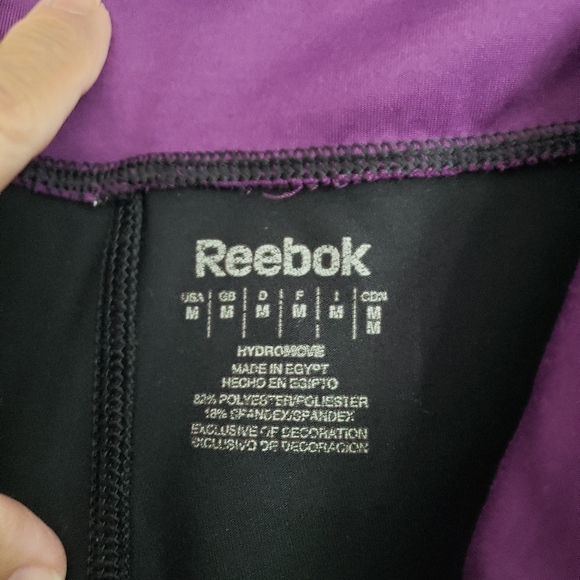 Reebok
USA GB D F I CDN
M M M M M M
M
HYDROMOVE
MADE IN EGYPT
HECHO EN EGIPTO
82% POLYESTER/POLIESTER
18% SPANDEX/SPANDEX
EXCLUSIVE OF DECORATION
EXCLUSIVO DE DECORACION